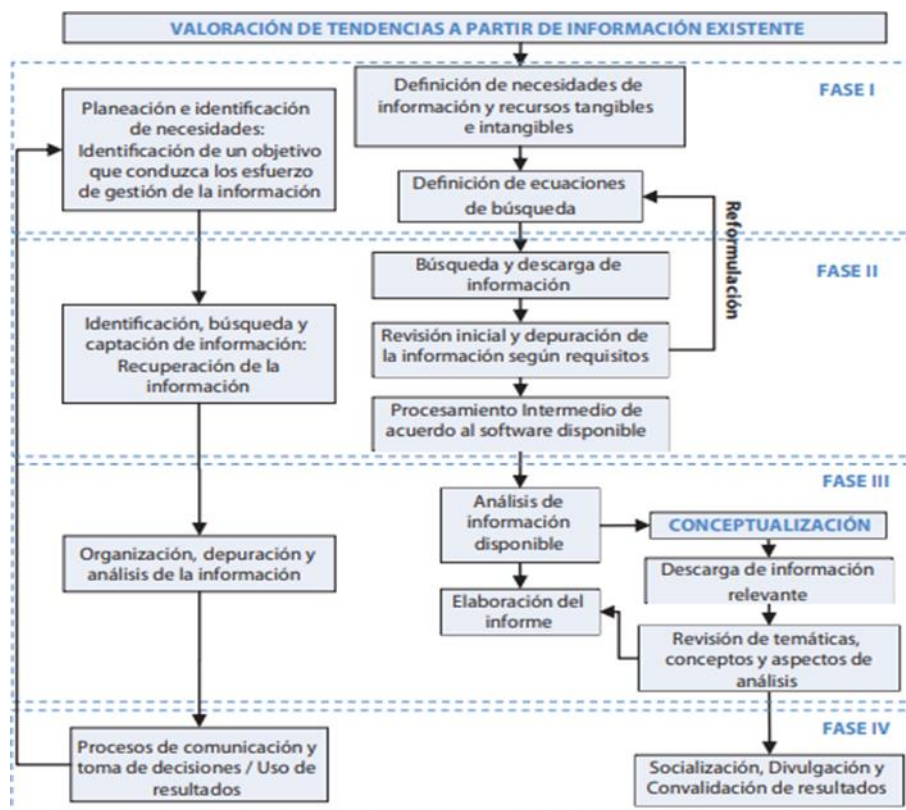 VALORACIÓN DE TENDENCIAS A PARTIR DE INFORMACIÓN EXISTENTE
FASE I
Planeación e identificación
de necesidades:
Identificación de un objetivo
que conduzca los esfuerzo
de gestión de la información
Definición de necesidades de
información y recursos tangibles
e intangibles
Definición de ecuaciones
de búsqueda
Reformulación
FASE II
Identificación, búsqueda y
captación de información:
Recuperación de la
información
Búsqueda y descarga de
información
Revisión inicial y depuración de
la información según requisitos
Procesamiento Intermedio de
acuerdo al software disponible
FASE III
Organización, depuración y
análisis de la información
Análisis de
información
disponible
CONCEPTUALIZACIÓN
Descarga de información
relevante
Elaboración del
informe
Revisión de temáticas,
conceptos y aspectos de
análisis
FASE IV
Procesos de comunicación y
toma de decisiones / Uso de
resultados
Socialización, Divulgación y
Convalidación de resultados